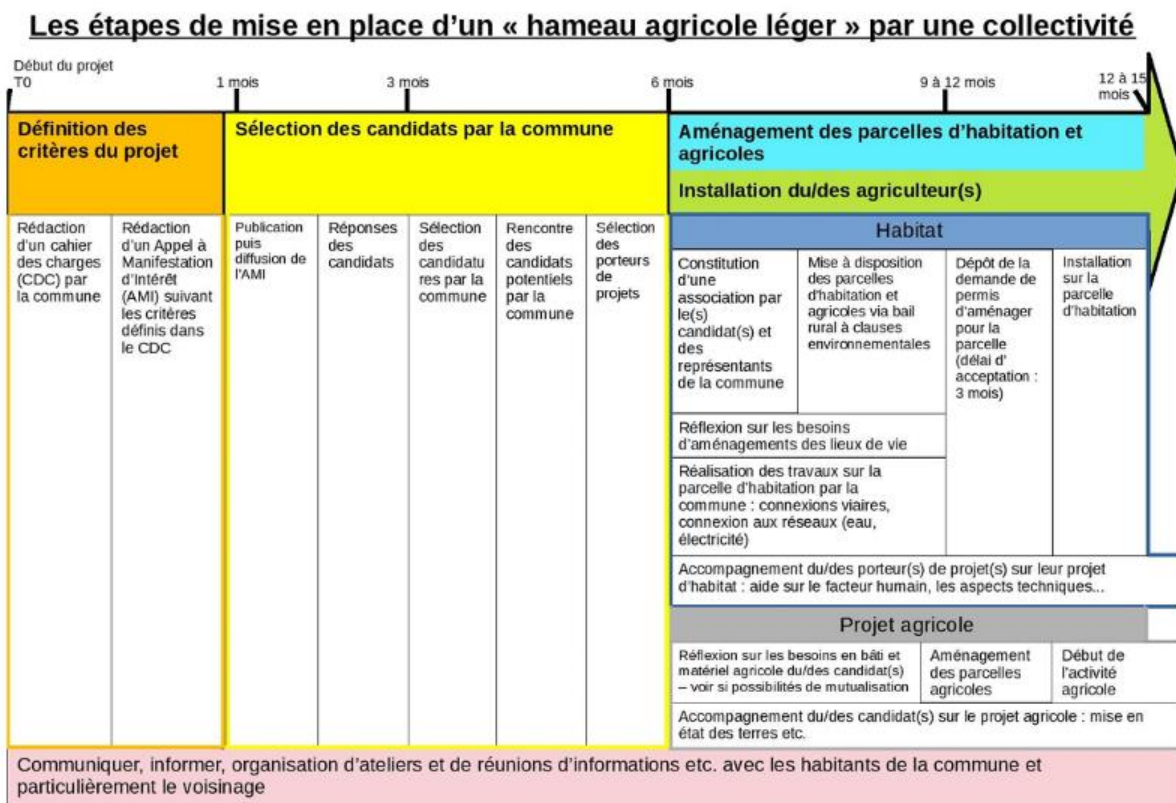 Les étapes de mise en place d’un « hameau agricole léger » par une collectivité
Début du projet
T0
1 mois
3 mois
6 mois
9 à 12 mois
12 à 15
mois
Définition des
critères du projet
Sélection des candidats par la commune
Aménagement des parcelles d’habitation et
agricoles
Installation du/des agriculteur(s)
Rédaction
d’un cahier
des charges
(CDC) par
la commune
Rédaction
d’un Appel à
Manifestation
d’Intérêt
(AMI) suivant
les critères
définis dans
le CDC
Publication
puis
diffusion de
l’AMI
Réponses
des
candidats
Sélection
des
candidatu
res par la
commune
Rencontre
des
candidats
potentiels
par la
commune
Sélection
des
porteurs
de
projets
Habitat
Constitution
d’une
association par
le(s)
candidat(s) et
des
représentants
de la commune
Mise à disposition
des parcelles
d’habitation et
agricoles via bail
rural à clauses
environnementales
Dépôt de la
demande de
permis
d’aménager
pour la
parcelle
(délai d’
acceptation :
3 mois)
Installation
sur la
parcelle
d’habitation
Réflexion sur les besoins
d’aménagements des lieux de vie
Réalisation des travaux sur la
parcelle d’habitation par la
commune : connexions viaires,
connexion aux réseaux (eau,
électricité)
Accompagnement du/des porteur(s) de projet(s) sur leur projet
d’habitat : aide sur le facteur humain, les aspects techniques...
Projet agricole
Réflexion sur les besoins en bâti et
matériel agricole du/des candidat(s)
– voir si possibilités de mutualisation
Aménagement
des parcelles
agricoles
Début de
l’activité
agricole
Accompagnement du/des candidat(s) sur le projet agricole : mise en
état des terres etc.
Communiquer, informer, organisation d’ateliers et de réunions d’informations etc. avec les habitants de la commune et
particulièrement le voisinage